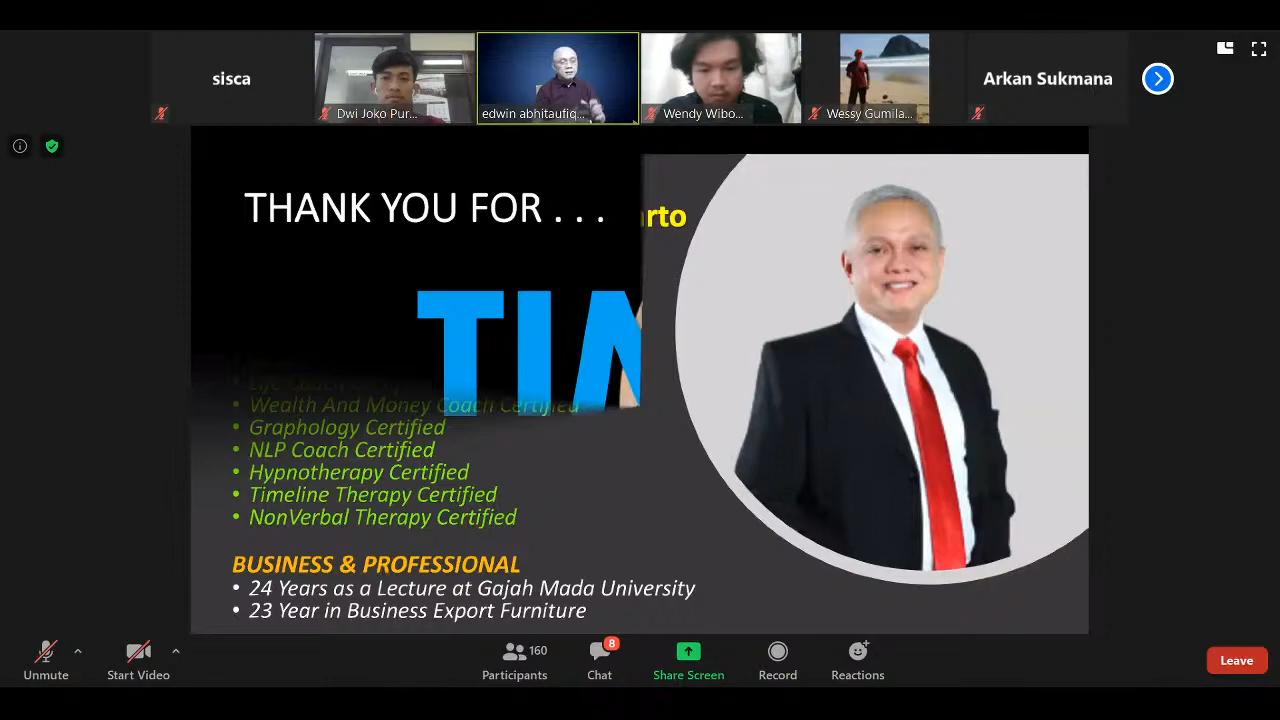 sisca
Dwi Joko Pur...
edwin abhitaufiq...
Wendy Wibo...
Wessy Gumila...
Arkan Sukmana
THANK YOU FOR . . .
rto
TIM
• Life Coach
• Wealth And Money Coach Certified
• Graphology Certified
• NLP Coach Certified
• Hypnotherapy Certified
• Timeline Therapy Certified
• NonVerbal Therapy Certified
BUSINESS & PROFESSIONAL
• 24 Years as a Lecture at Gajah Mada University
• 23 Year in Business Export Furniture
8
160
Unmute
Start Video
Participants
Chat
Share Screen
Record
Reactions
Leave